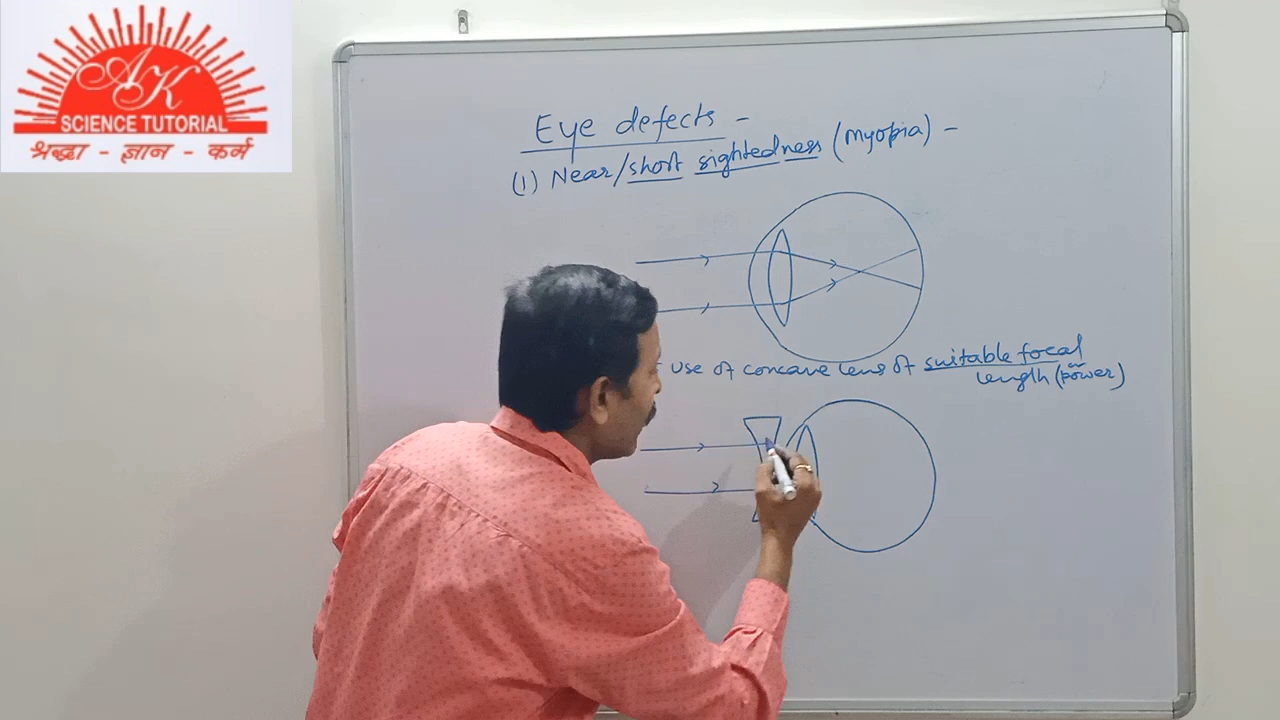 AK
SCIENCE TUTORIAL
श्रद्धा - ज्ञान - कर्म
Eye defects -
(1) Near/short sightedness (myopia) -
use of concave lens of suitable focal
length (or power)